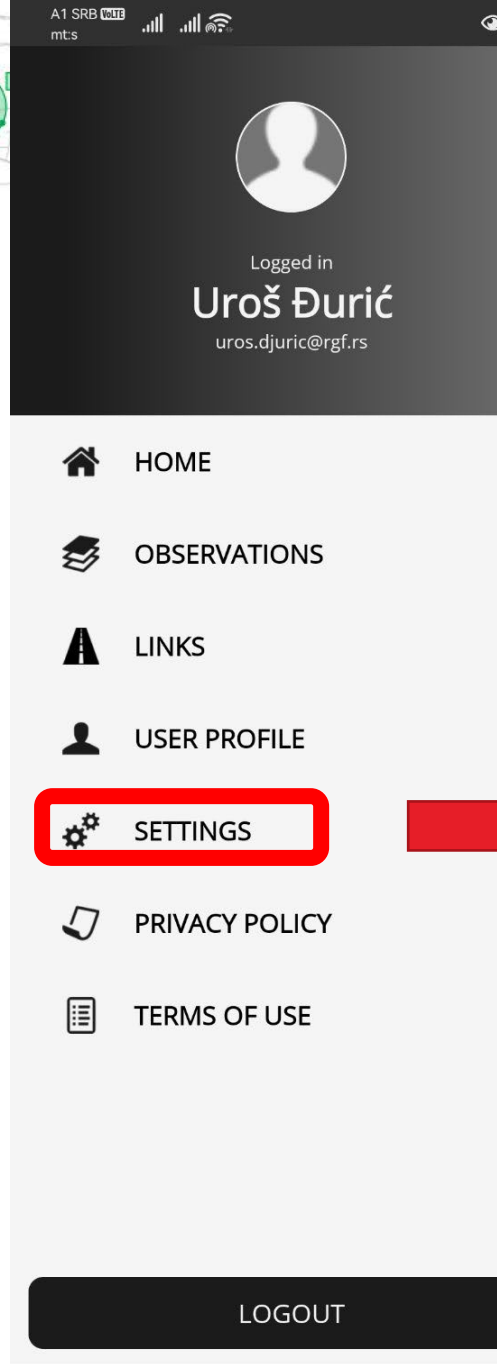 A1 SRB VoLTE
mt:s
Logged in
Uroš Đurić
uros.djuric@rgf.rs
HOME
OBSERVATIONS
LINKS
USER PROFILE
SETTINGS
PRIVACY POLICY
TERMS OF USE
LOGOUT